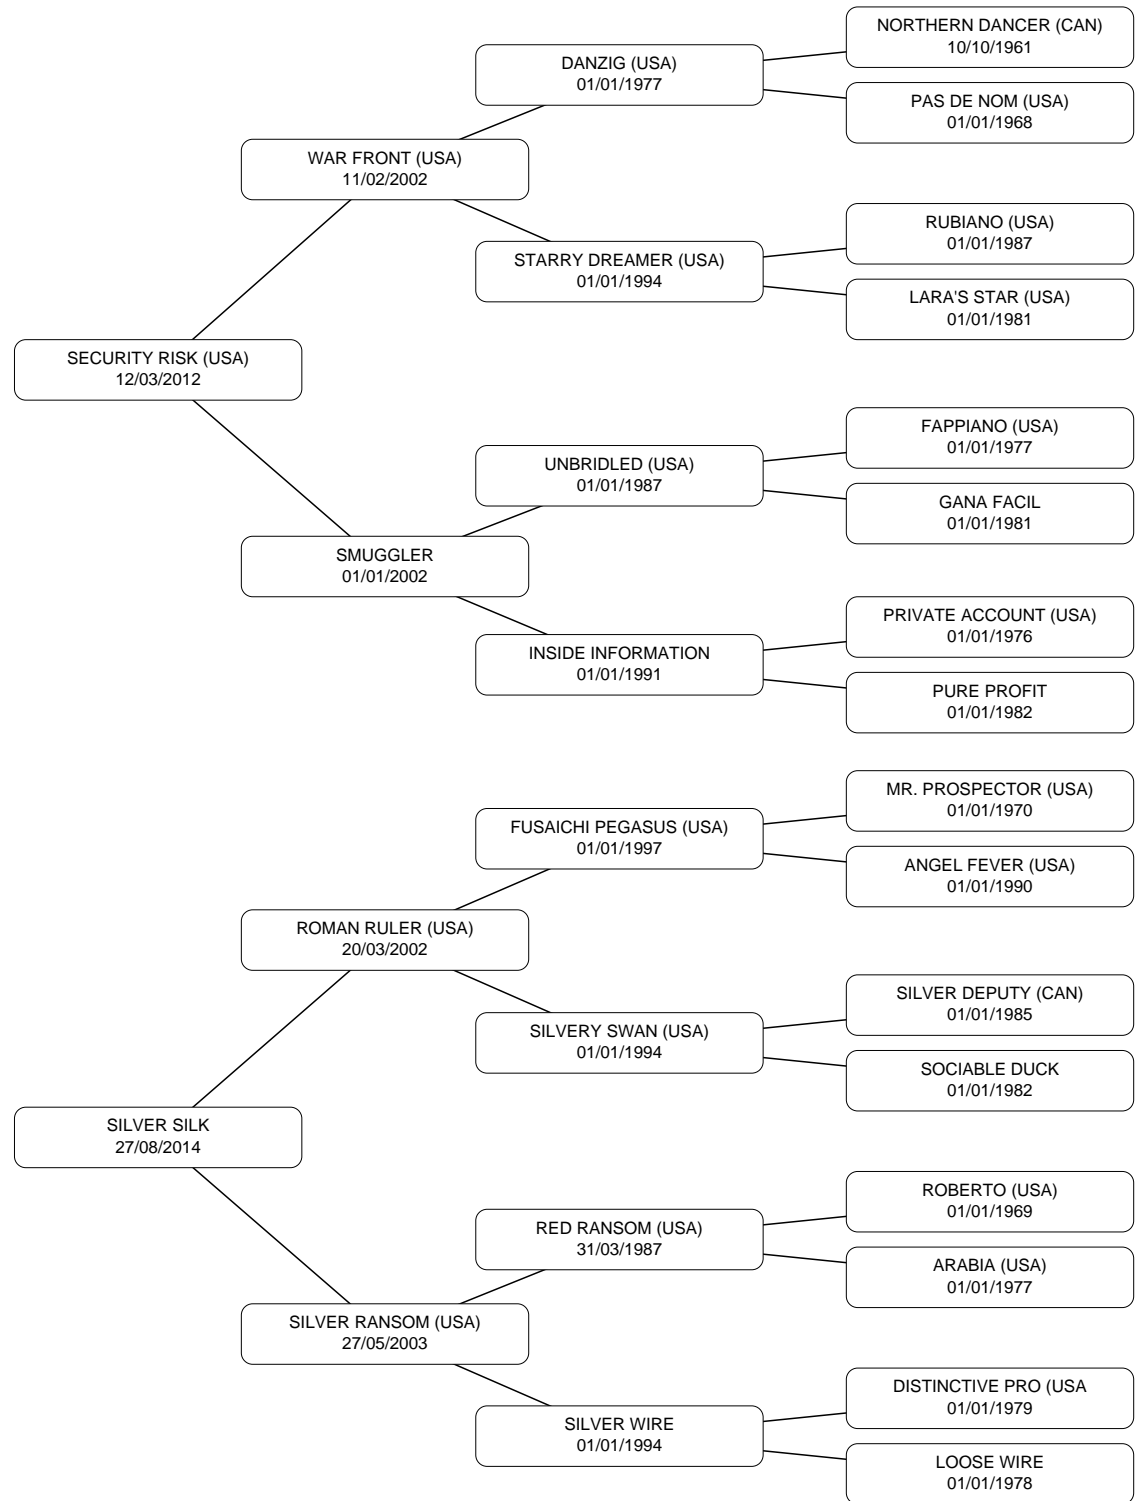 NORTHERN DANCER (CAN)
10/10/1961
DANZIG (USA)
01/01/1977
PAS DE NOM (USA)
01/01/1968
WAR FRONT (USA)
11/02/2002
RUBIANO (USA)
01/01/1987
STARRY DREAMER (USA)
01/01/1994
LARA'S STAR (USA)
01/01/1981
SECURITY RISK (USA)
12/03/2012
FAPPIANO (USA)
01/01/1977
UNBRIDLED (USA)
01/01/1987
GANA FACIL
01/01/1981
SMUGGLER
01/01/2002
PRIVATE ACCOUNT (USA)
01/01/1976
INSIDE INFORMATION
01/01/1991
PURE PROFIT
01/01/1982
MR. PROSPECTOR (USA)
01/01/1970
FUSAICHI PEGASUS (USA)
01/01/1997
ANGEL FEVER (USA)
01/01/1990
ROMAN RULER (USA)
20/03/2002
SILVER DEPUTY (CAN)
01/01/1985
SILVERY SWAN (USA)
01/01/1994
SOCIABLE DUCK
01/01/1982
SILVER SILK
27/08/2014
ROBERTO (USA)
01/01/1969
RED RANSOM (USA)
31/03/1987
ARABIA (USA)
01/01/1977
SILVER RANSOM (USA)
27/05/2003
DISTINCTIVE PRO (USA
01/01/1979
SILVER WIRE
01/01/1994
LOOSE WIRE
01/01/1978